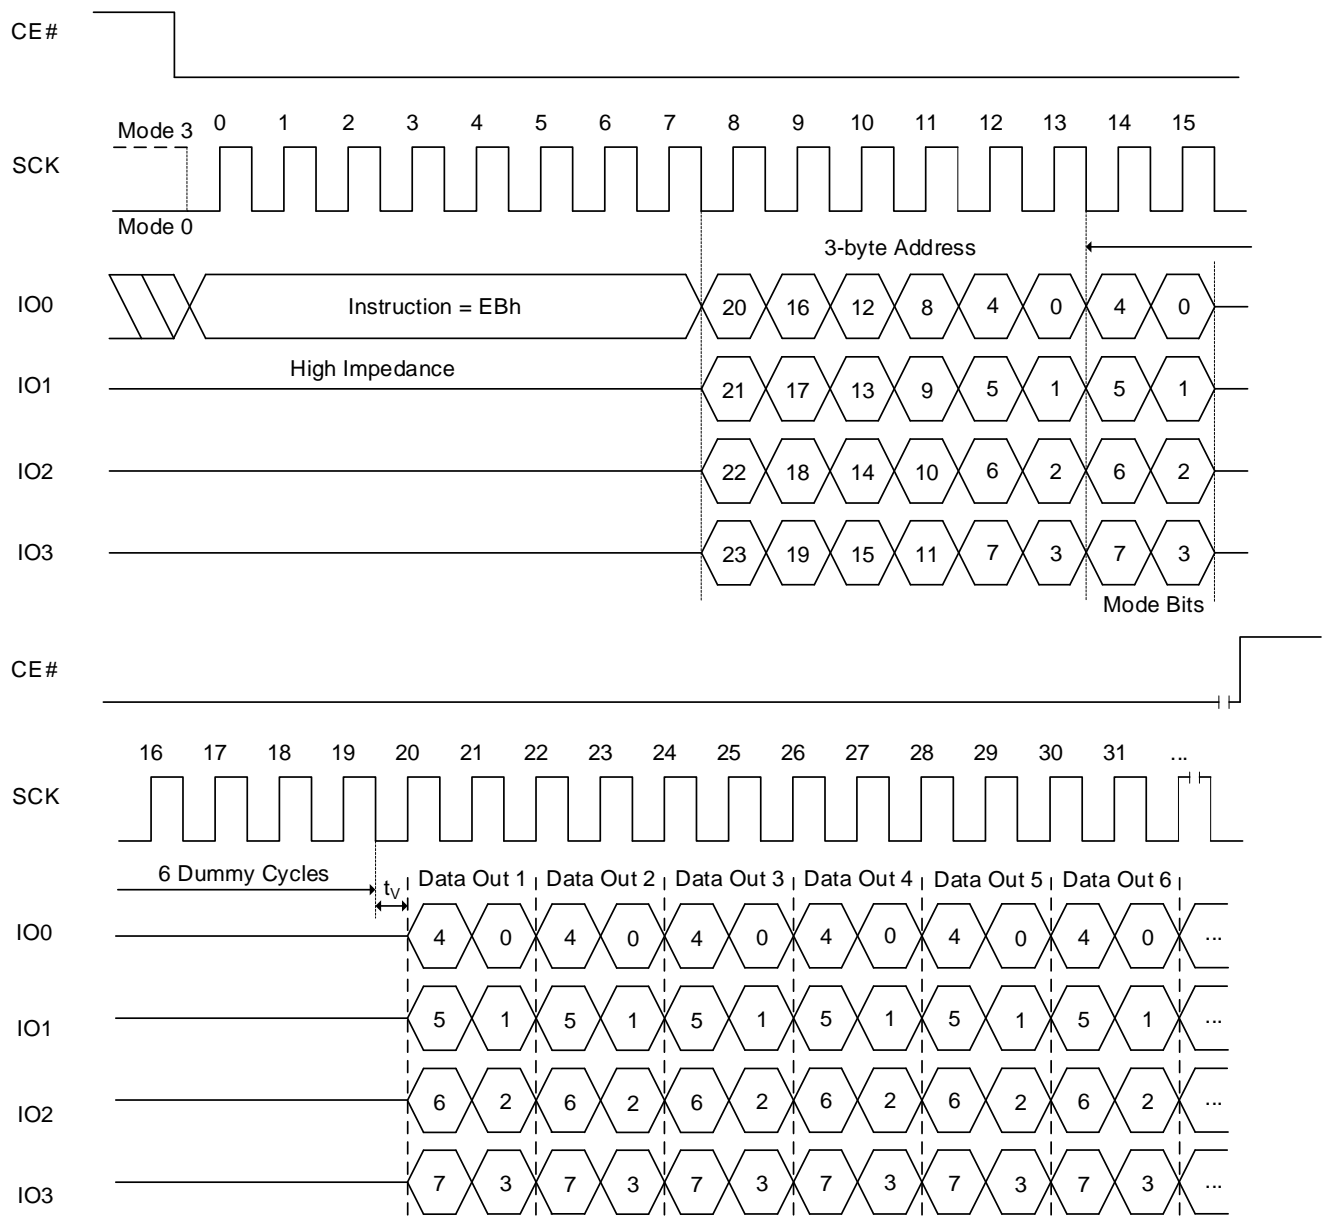 CE#
Mode 3 0 1 2 3 4 5 6 7 8 9 10 11 12 13 14 15
SCK
Mode 0
3-byte Address
IO0 Instruction = EBh 20 16 12 8 4 0 4 0
High Impedance
IO1 21 17 13 9 5 1 5 1
IO2 22 18 14 10 6 2 6 2
IO3 23 19 15 11 7 3 7 3
Mode Bits
CE#
16 17 18 19 20 21 22 23 24 25 26 27 28 29 30 31 ...
SCK
6 Dummy Cycles tV Data Out 1 Data Out 2 Data Out 3 Data Out 4 Data Out 5 Data Out 6
IO0 4 0 4 0 4 0 4 0 4 0 4 0 ...
IO1 5 1 5 1 5 1 5 1 5 1 5 1 ...
IO2 6 2 6 2 6 2 6 2 6 2 6 2 ...
IO3 7 3 7 3 7 3 7 3 7 3 7 3 ...